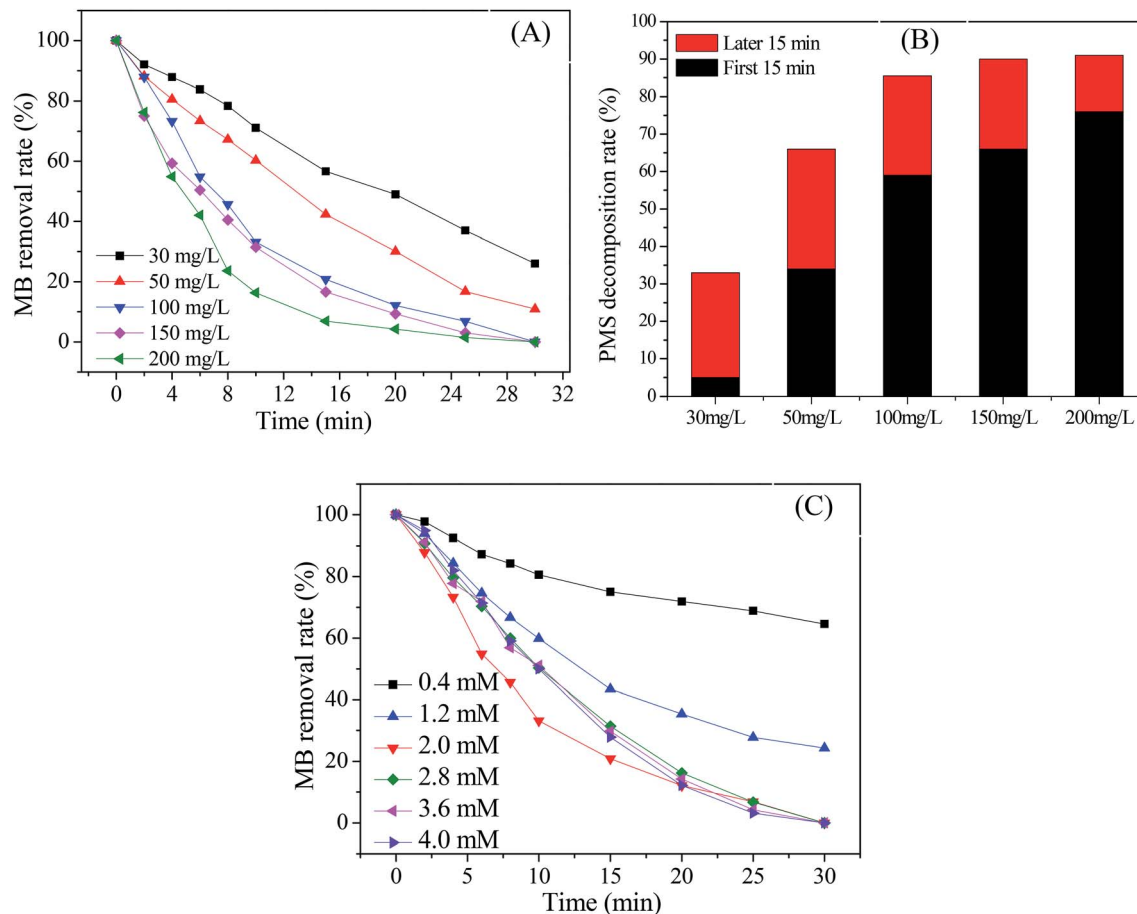 (A)
MB removal rate (%)
100
80
60
40
20
0
30 mg/L
50 mg/L
100 mg/L
150 mg/L
200 mg/L
0 4 8 12 16 20 24 28 32
Time (min)
(B)
Later 15 min
First 15 min
PMS decomposition rate (%)
100
90
80
70
60
50
40
30
20
10
0
30mg/L 50mg/L 100mg/L 150mg/L 200mg/L
(C)
MB removal rate (%)
100
80
60
40
20
0
0.4 mM
1.2 mM
2.0 mM
2.8 mM
3.6 mM
4.0 mM
0 5 10 15 20 25 30
Time (min)